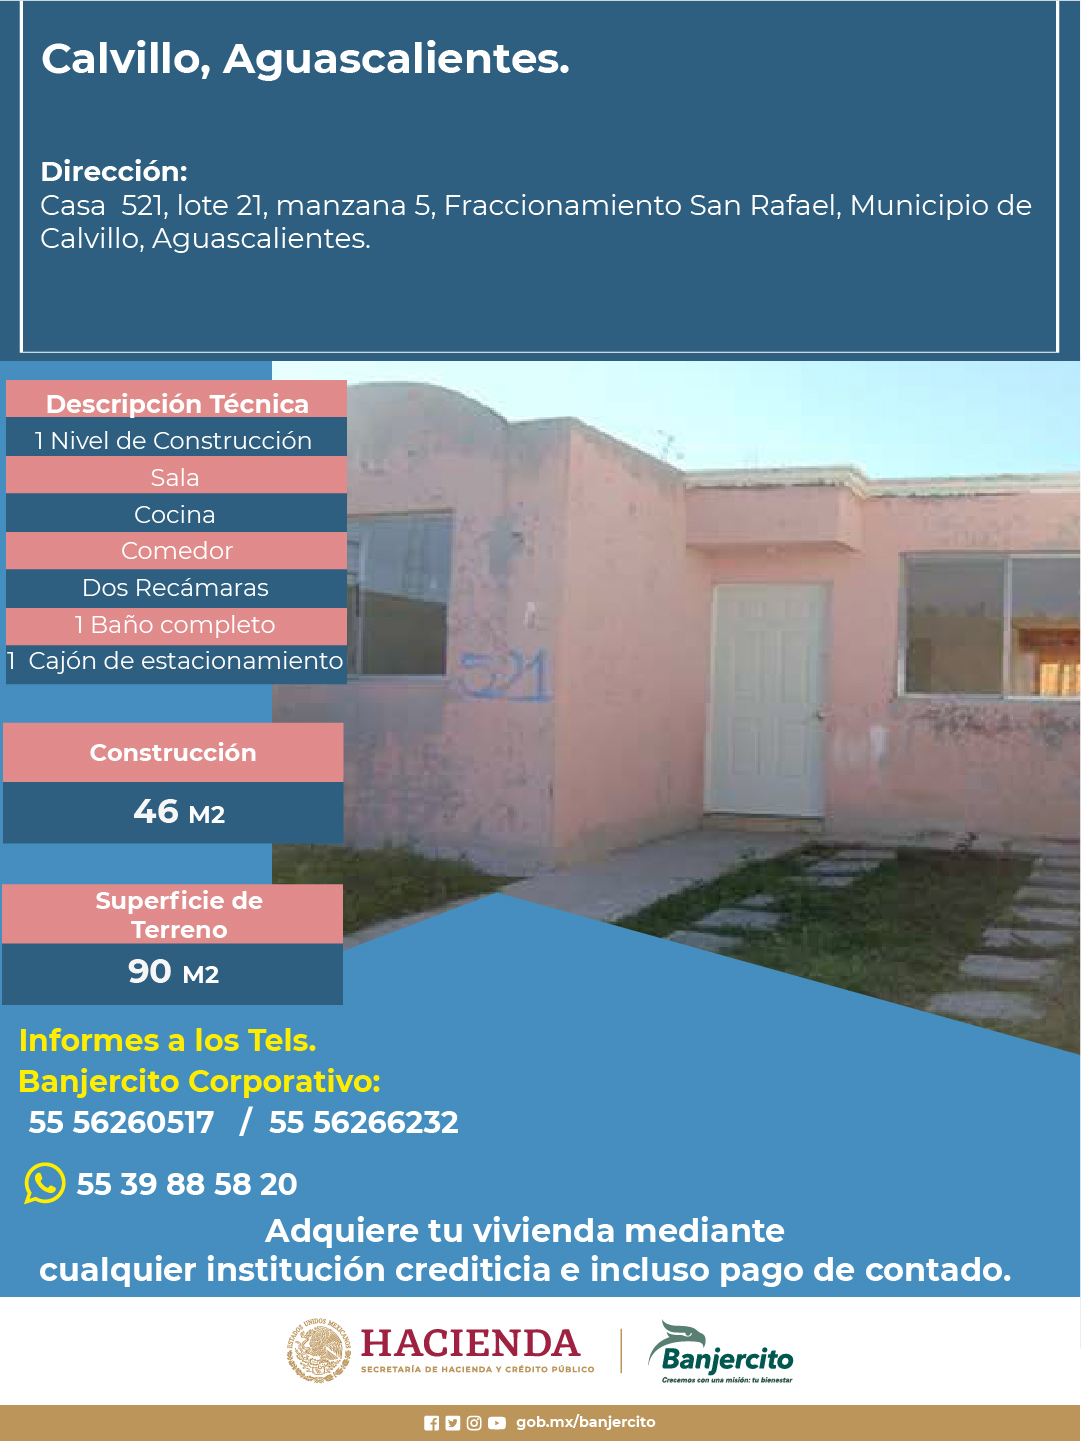 Calvillo, Aguascalientes.
Dirección:
Casa  521, lote 21, manzana 5, Fraccionamiento San Rafael, Municipio de
Calvillo, Aguascalientes.
Descripción Técnica
1 Nivel de Construcción
Sala
Cocina
Comedor
Dos Recámaras
1 Baño completo
1  Cajón de estacionamiento
521
Construcción
46 M2
Superficie de
Terreno
90 M2
Informes a los Tels.
Banjercito Corporativo:
55 56260517   /  55 56266232
55 39 88 58 20
Adquiere tu vivienda mediante
cualquier institución crediticia e incluso pago de contado.
ESTADOS UNIDOS MEXICANOS
HACIENDA
SECRETARÍA DE HACIENDA Y CRÉDITO PÚBLICO
Banjercito
Crecemos con una misión: tu bienestar
gob.mx/banjercito